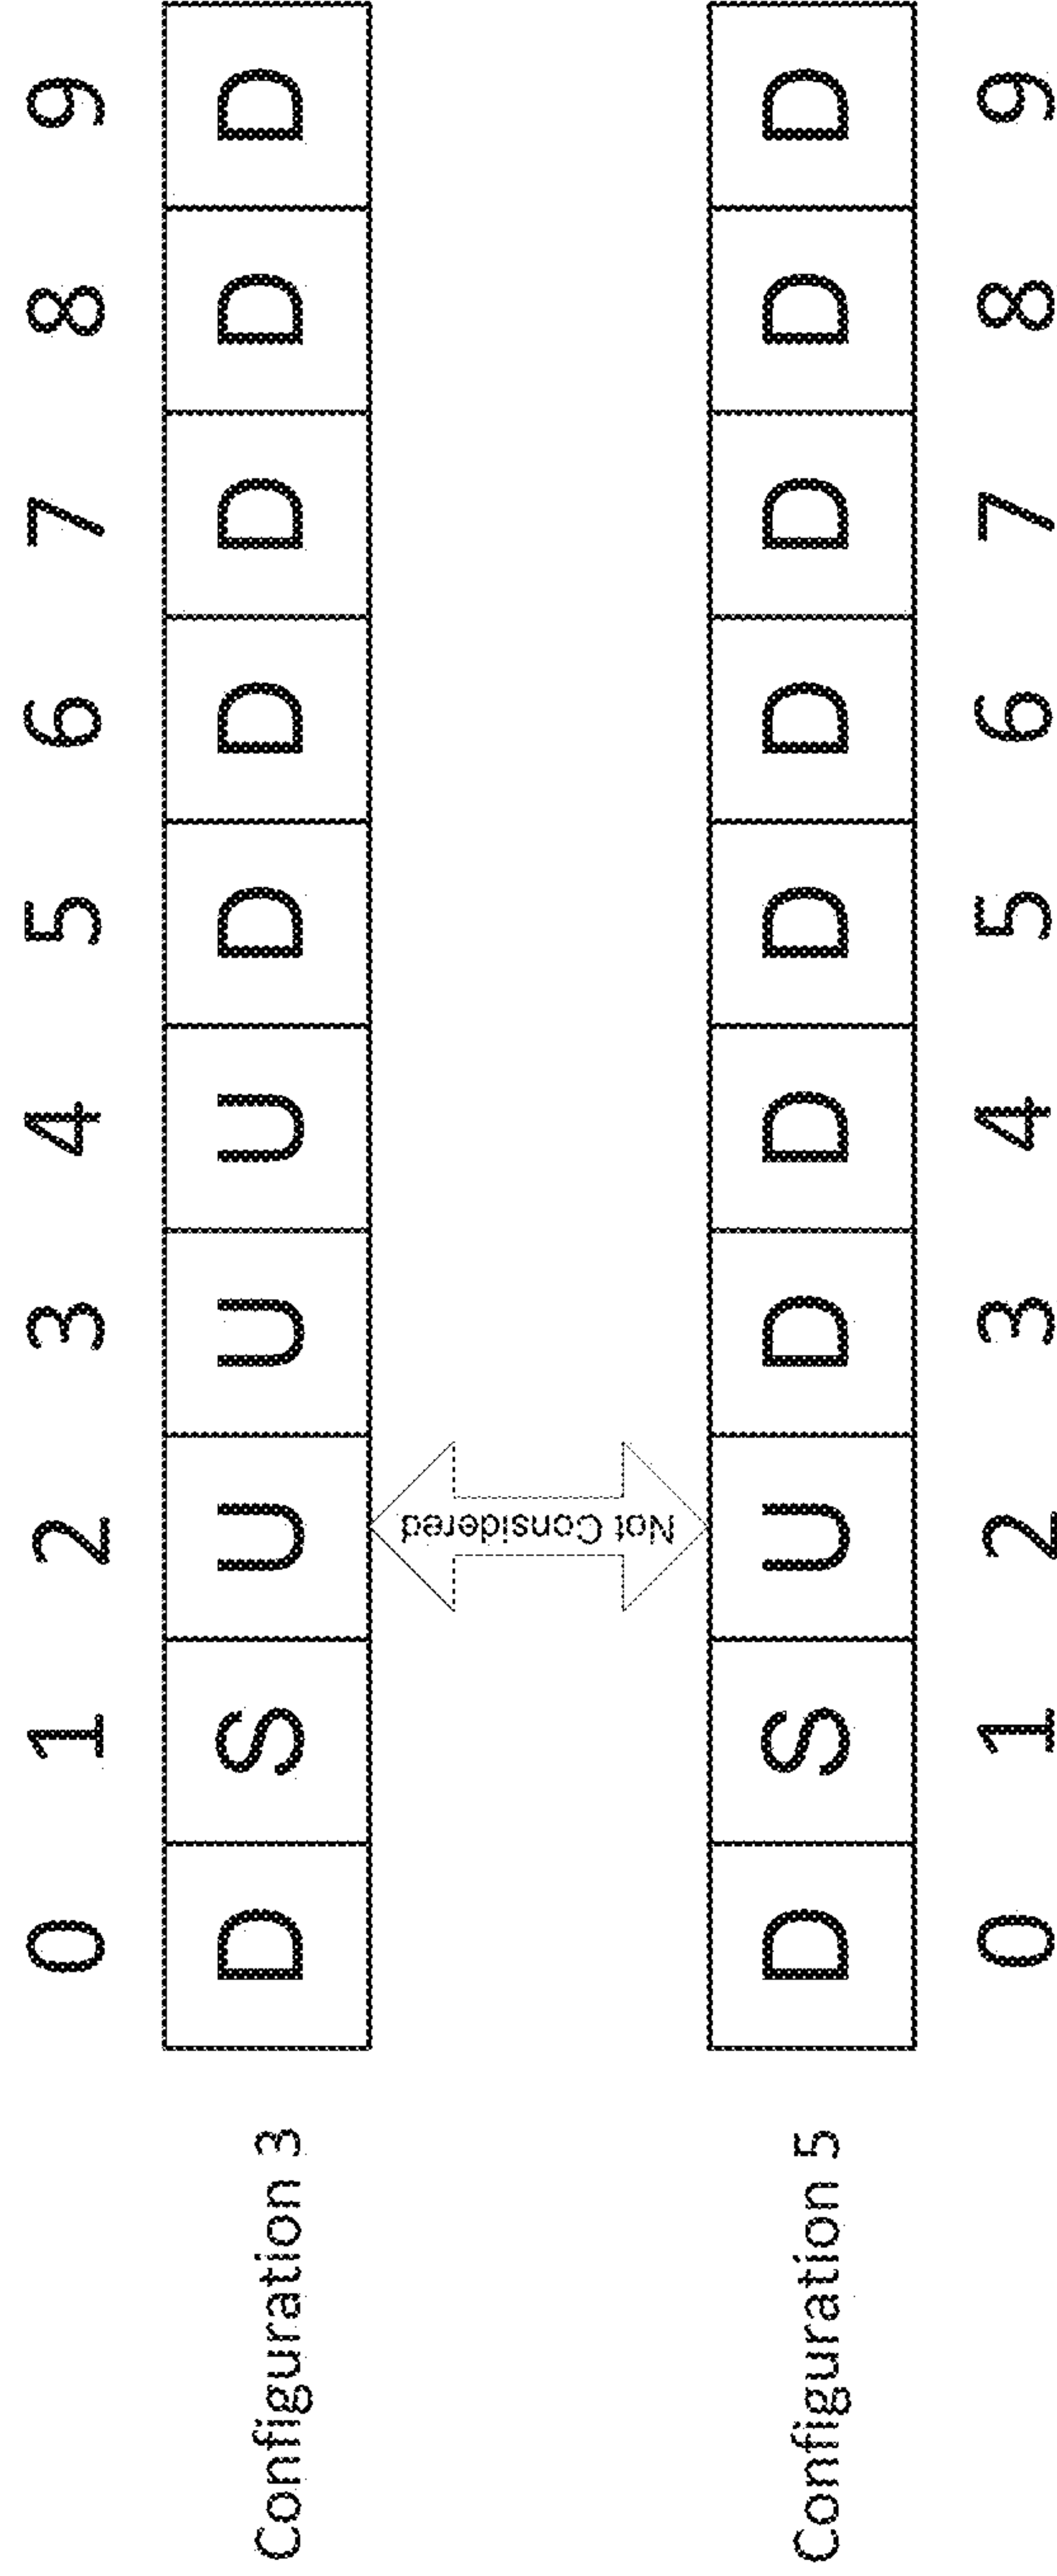 0 1 2 3 4 5 6 7 8 9
Configuration 3 D S U U U D D D D D
Not Considered
Configuration 5 D S U D D D D D D D
0 1 2 3 4 5 6 7 8 9